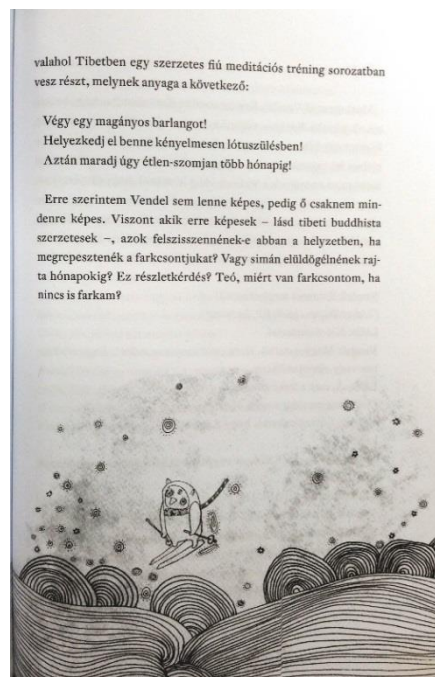 valahol Tibetben egy szerzetes fiú meditációs tréning sorozatban
vesz részt, melynek anyaga a következő:
Végy egy magányos barlangot!
Helyezkedj el benne kényelmesen lótuszülésben!
Aztán maradj úgy étlen-szomjan több hónapig!
Erre szerintem Vendel sem lenne képes, pedig ő csaknem min-
denre képes. Viszont akik erre képesek – lásd tibeti buddhista
szerzetesek –, azok felszisszennének-e abban a helyzetben, ha
megrepesztenék a farkcsontjukat? Vagy simán elüldögélnének raj-
ta hónapokig? Ez részletkérdés? Teó, miért van farkcsontom, ha
nincs is farkam?